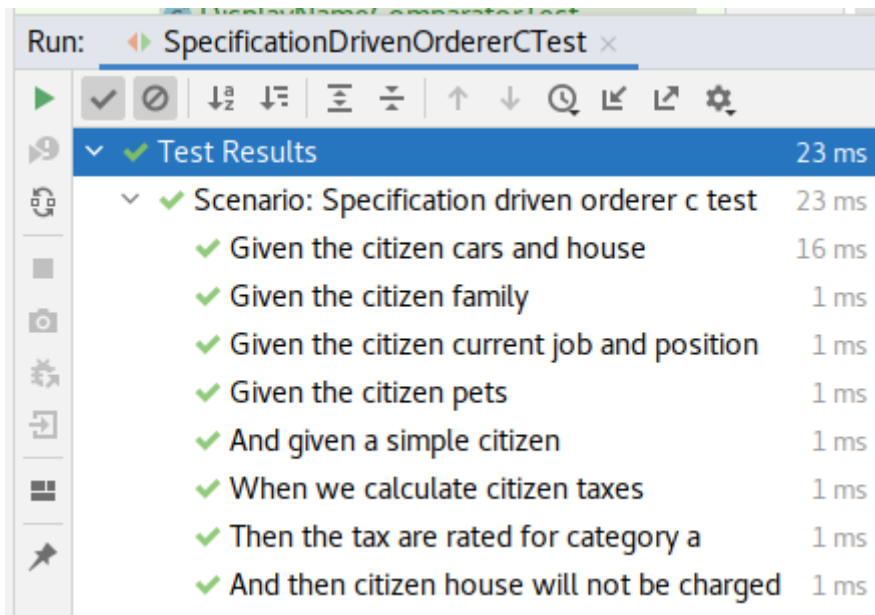 DisplayNameComparatorTest
Run: SpecificationDrivenOrdererCTest ×
Test Results 23 ms
Scenario: Specification driven orderer c test 23 ms
Given the citizen cars and house 16 ms
Given the citizen family 1 ms
Given the citizen current job and position 1 ms
Given the citizen pets 1 ms
And given a simple citizen 1 ms
When we calculate citizen taxes 1 ms
Then the tax are rated for category a 1 ms
And then citizen house will not be charged 1 ms